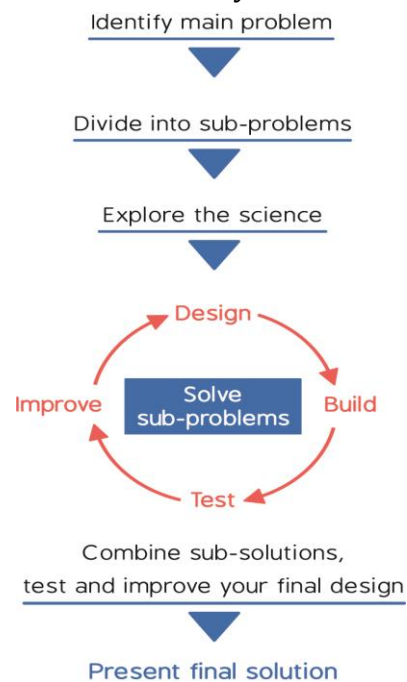 Identify main problem
Divide into sub-problems
Explore the science
Design
Improve
Solve
sub-problems
Build
Test
Combine sub-solutions,
test and improve your final design
Present final solution